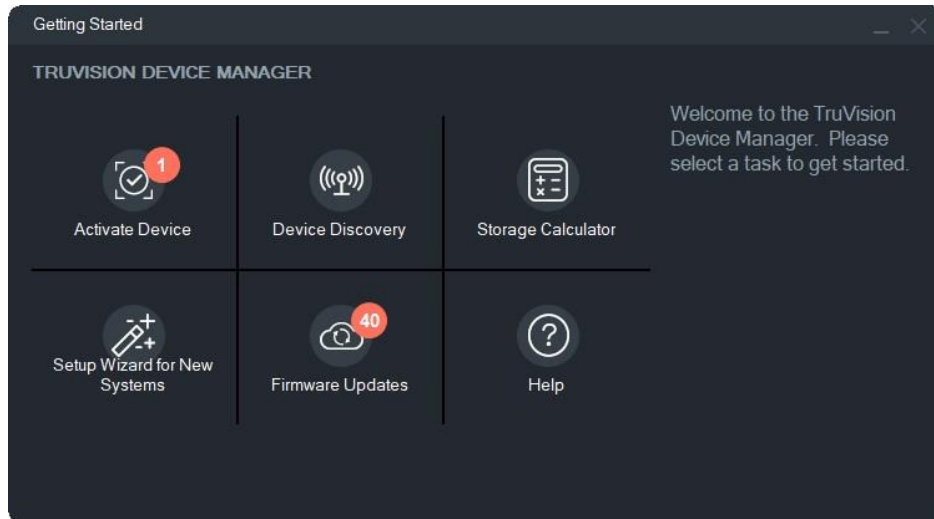 Getting Started
TRUVISION DEVICE MANAGER
Welcome to the TruVision
Device Manager. Please
select a task to get started.
1
Activate Device
Device Discovery
Storage Calculator
Setup Wizard for New
Systems
40
Firmware Updates
Help